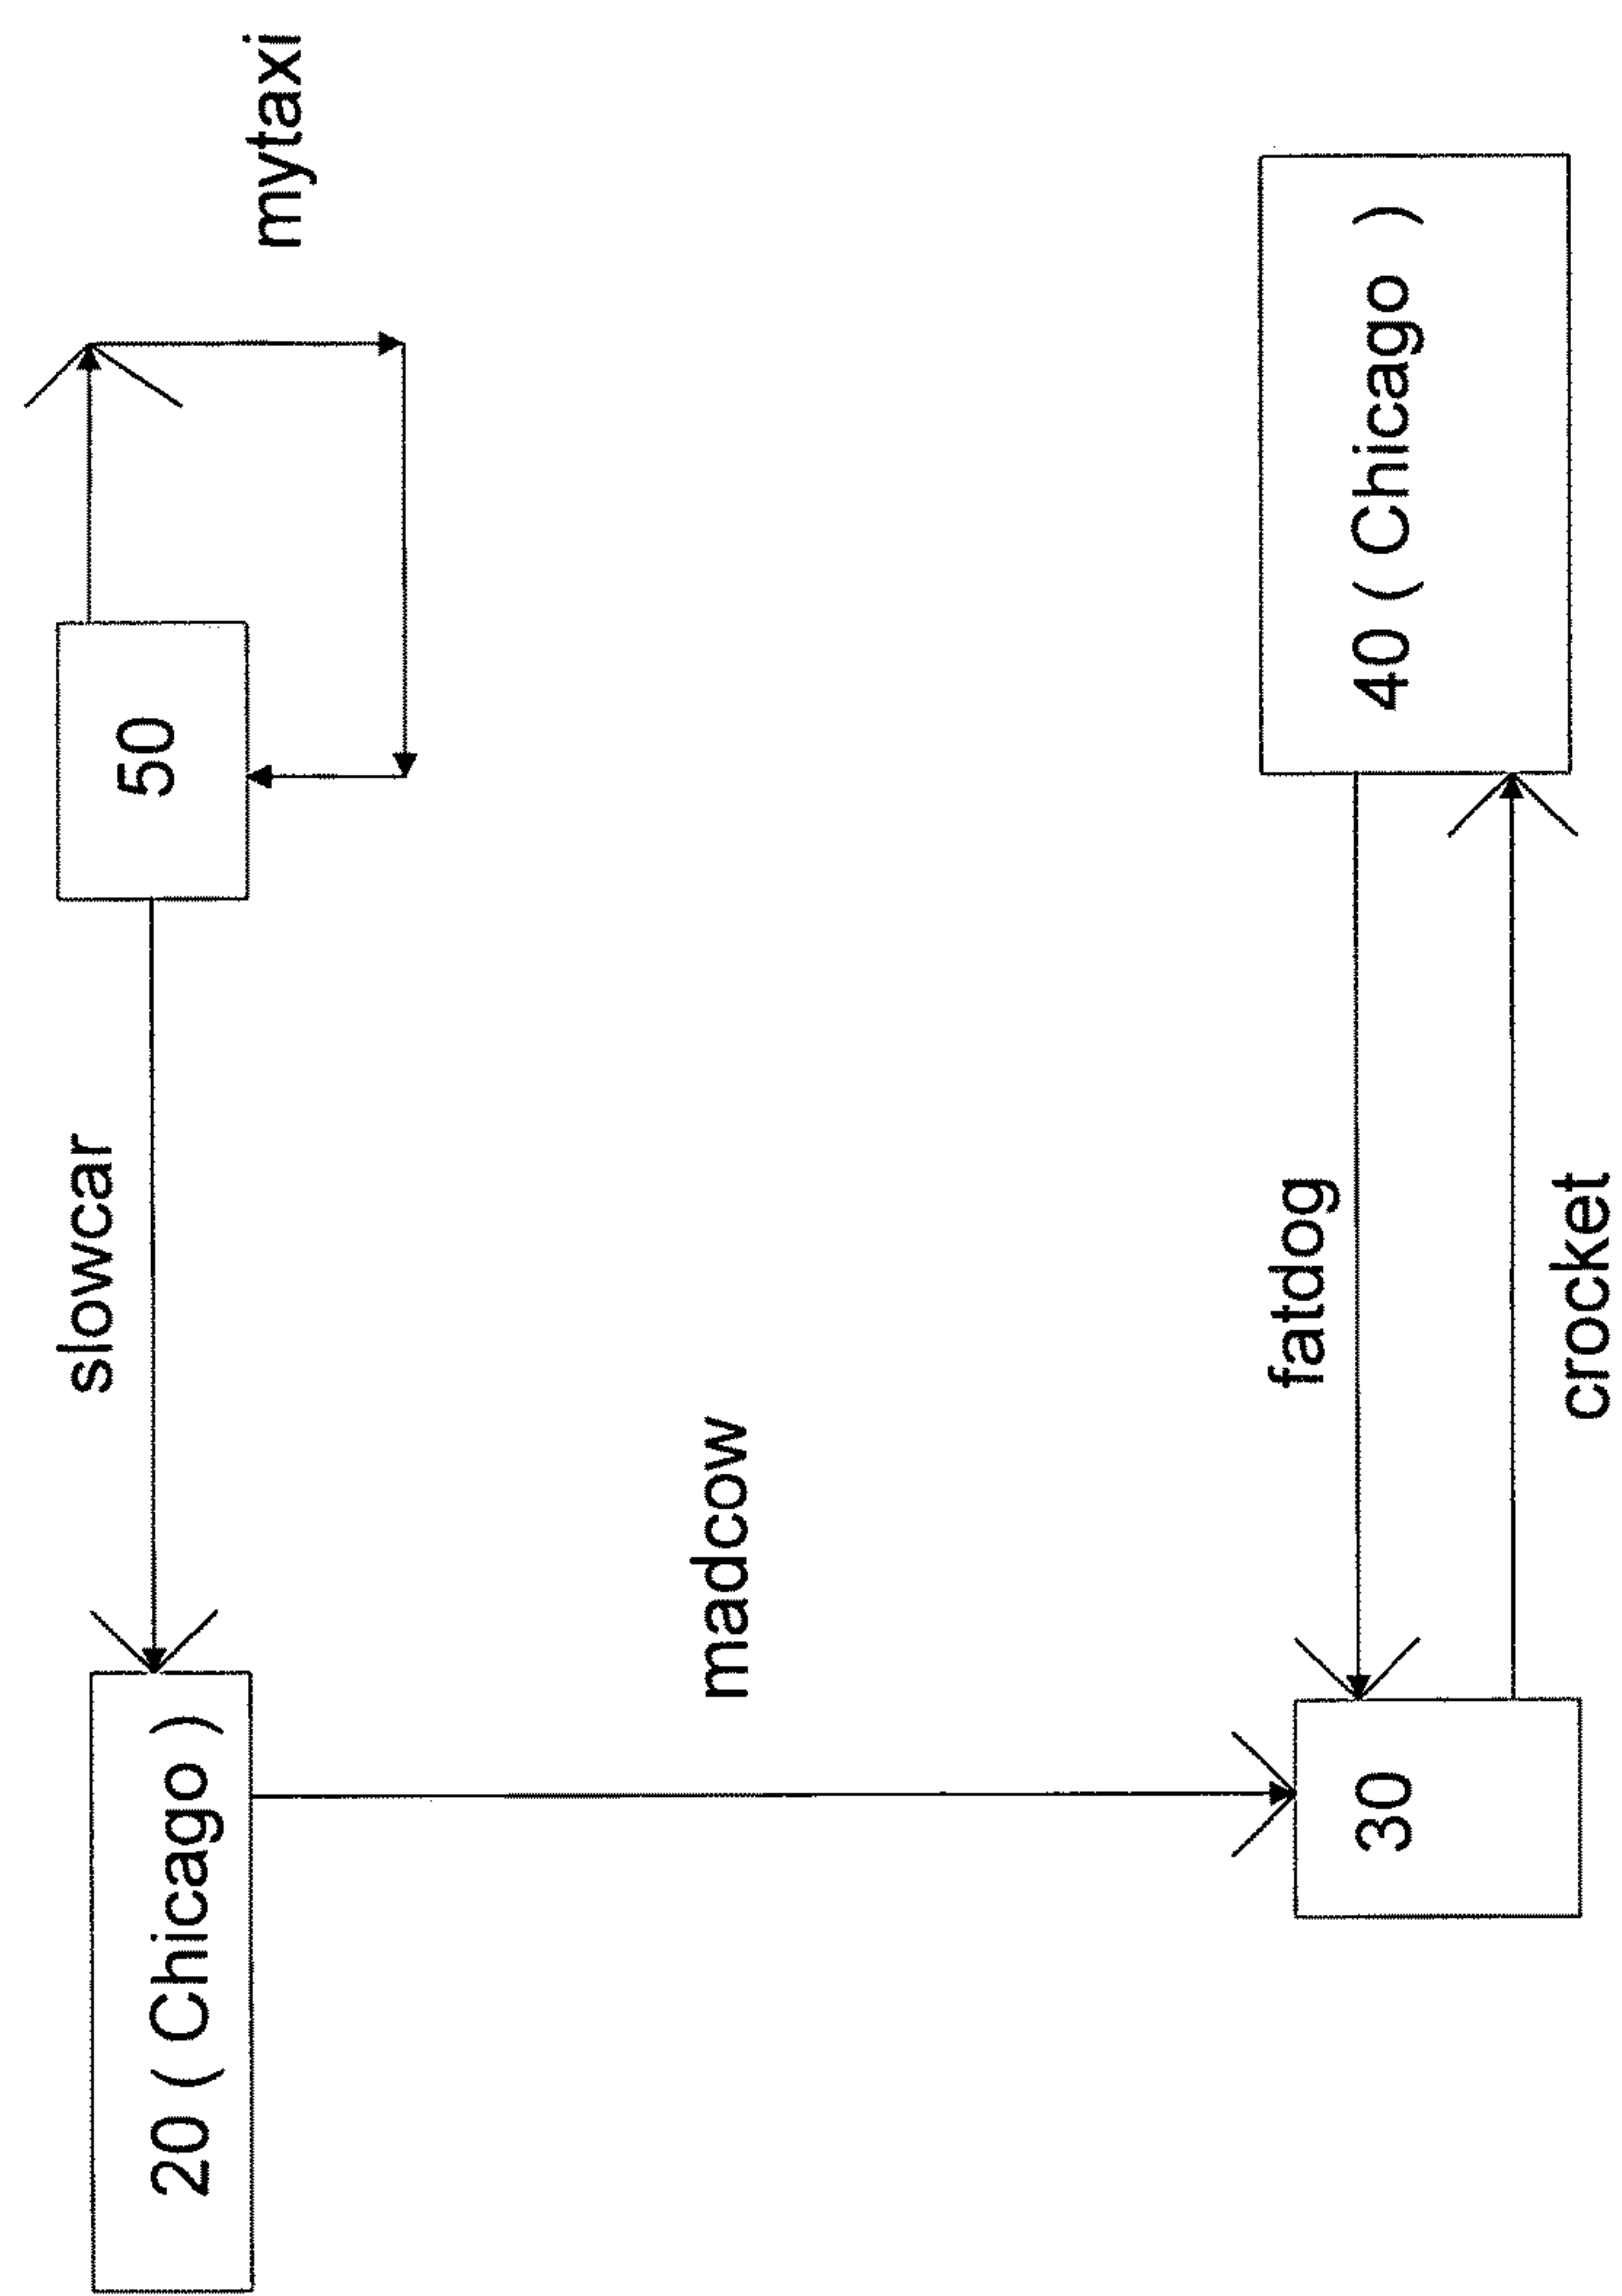 20 ( Chicago )
slowcar
50
mytaxi
madcow
30
fatdog
crocket
40 ( Chicago )